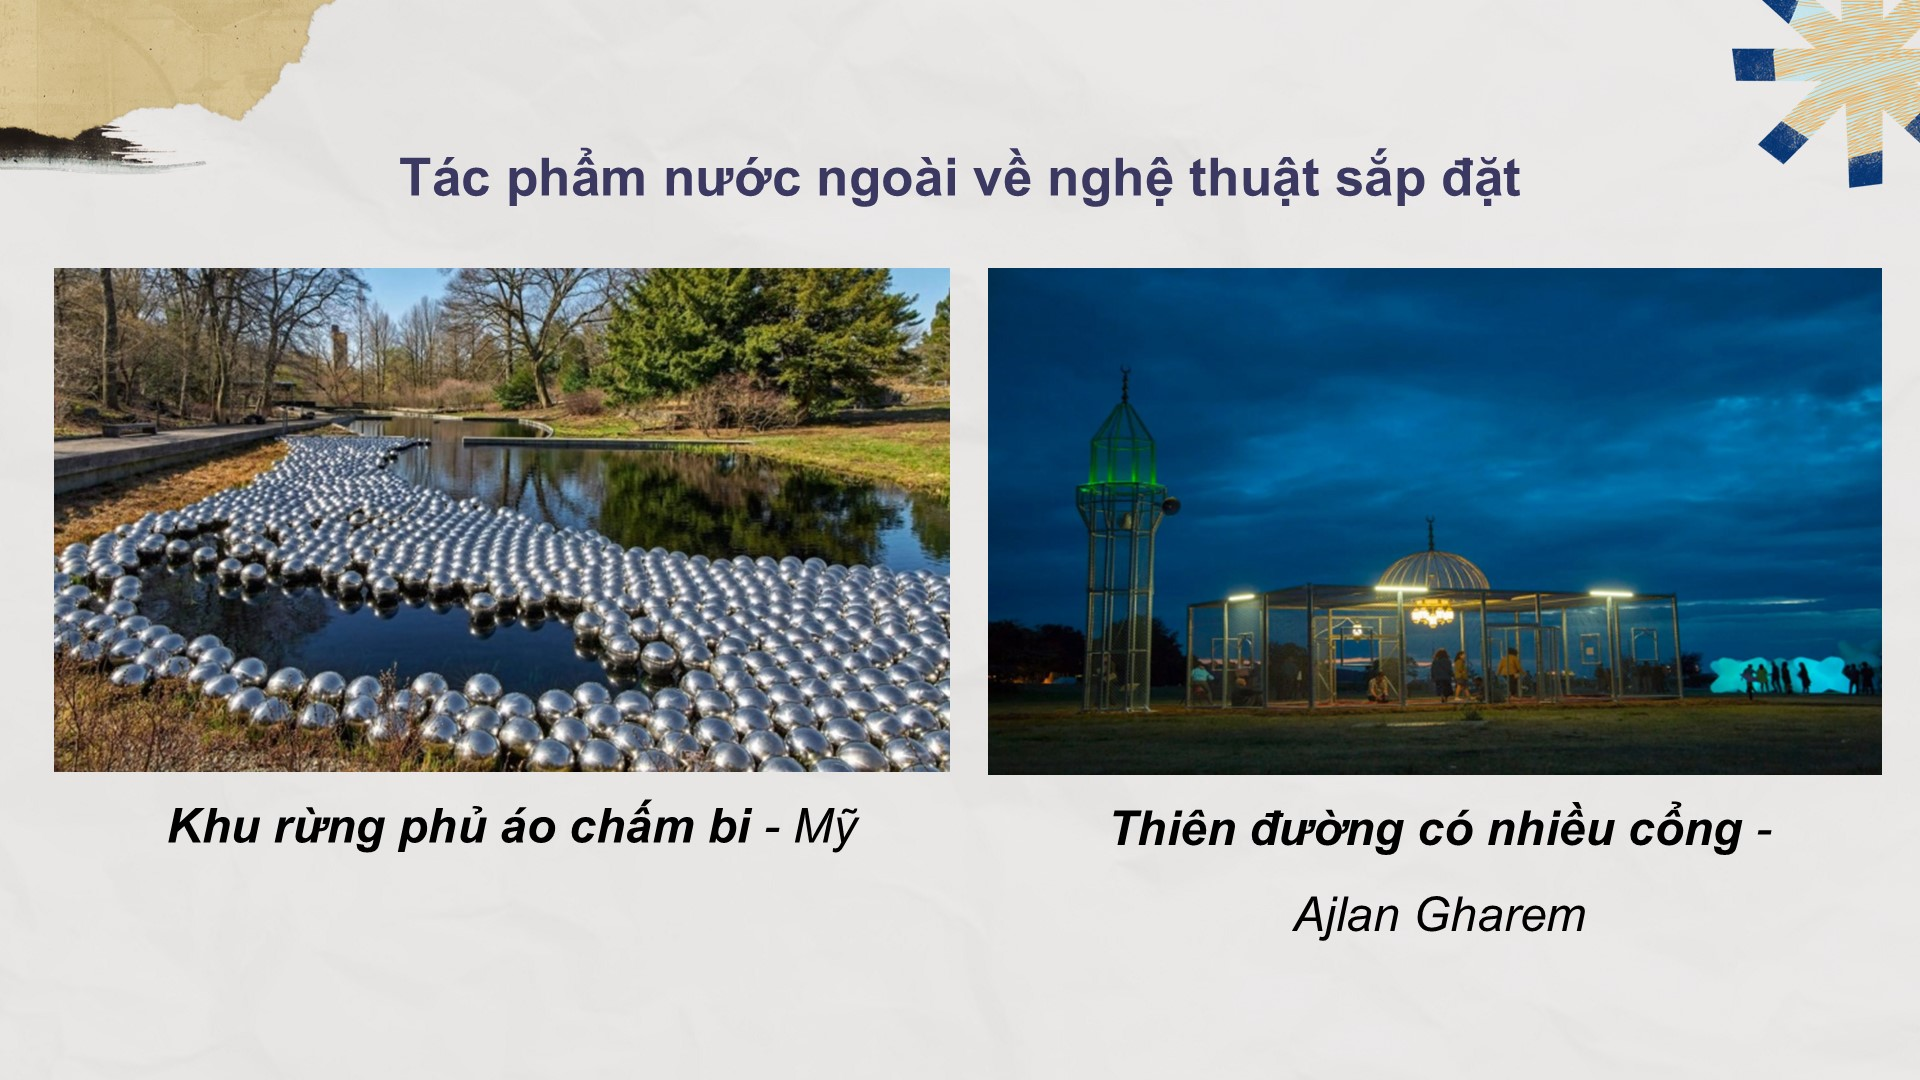 Tác phẩm nước ngoài về nghệ thuật sắp đặt
Khu rừng phủ áo chấm bi - Mỹ
Thiên đường có nhiều cổng -
Ajlan Gharem